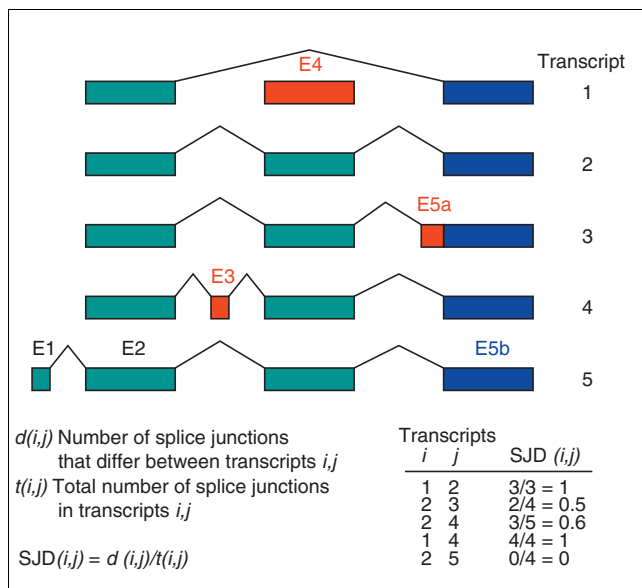 Transcript
E4
1
2
E5a
3
E3
4
E1 E2 E5b
5
d(i,j) Number of splice junctions
that differ between transcripts i,j
t(i,j) Total number of splice junctions
in transcripts i,j
SJD(i,j) = d (i,j)/t(i,j)
Transcripts
i j SJD (i,j)
1 2 3/3 = 1
2 3 2/4 = 0.5
2 4 3/5 = 0.6
1 4 4/4 = 1
2 5 0/4 = 0